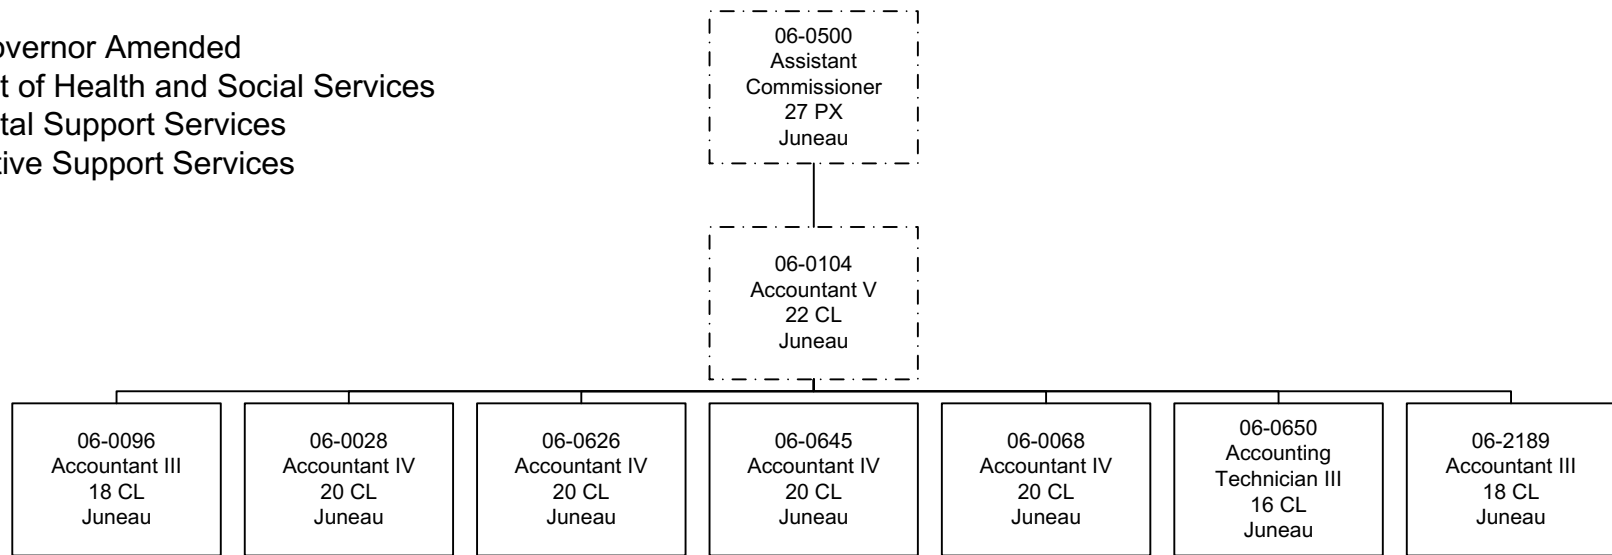 overnor Amended
t of Health and Social Services
tal Support Services
tive Support Services
06-0500
Assistant
Commissioner
27 PX
Juneau
06-0104
Accountant V
22 CL
Juneau
06-0096
Accountant III
18 CL
Juneau
06-0028
Accountant IV
20 CL
Juneau
06-0626
Accountant IV
20 CL
Juneau
06-0645
Accountant IV
20 CL
Juneau
06-0068
Accountant IV
20 CL
Juneau
06-0650
Accounting
Technician III
16 CL
Juneau
06-2189
Accountant III
18 CL
Juneau